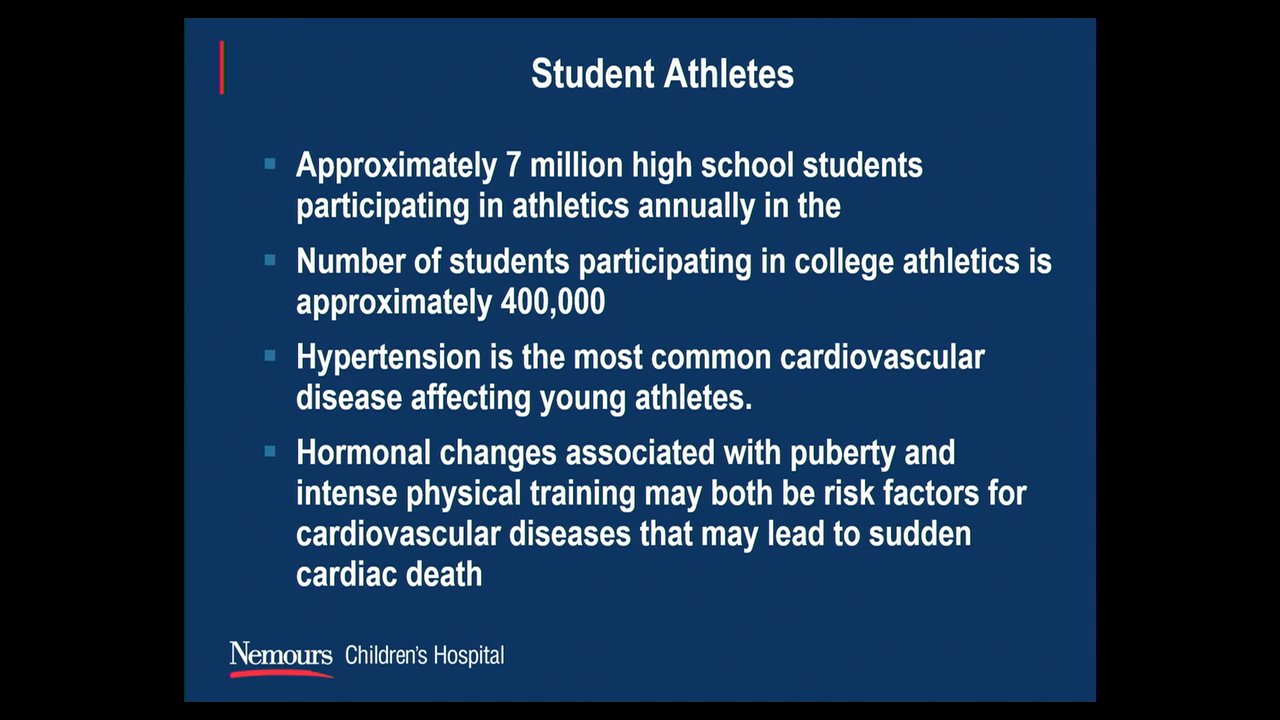 Student Athletes
Approximately 7 million high school students
participating in athletics annually in the
Number of students participating in college athletics is
approximately 400,000
Hypertension is the most common cardiovascular
disease affecting young athletes.
Hormonal changes associated with puberty and
intense physical training may both be risk factors for
cardiovascular diseases that may lead to sudden
cardiac death
Nemours Children's Hospital